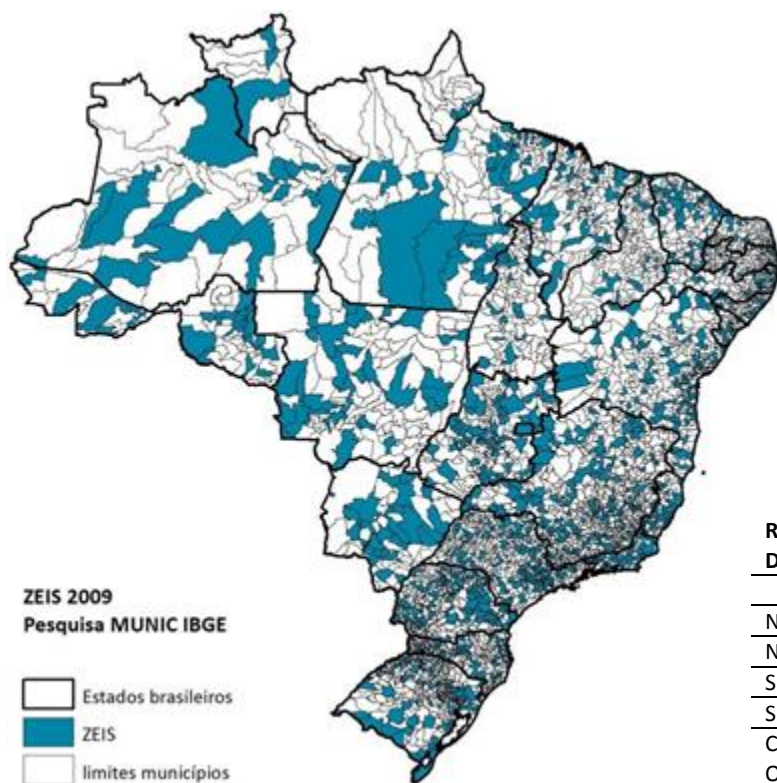 ZEIS 2009
Pesquisa MUNIC IBGE
Estados brasileiros
ZEIS
limites municípios
R
D
N
N
S
S
C